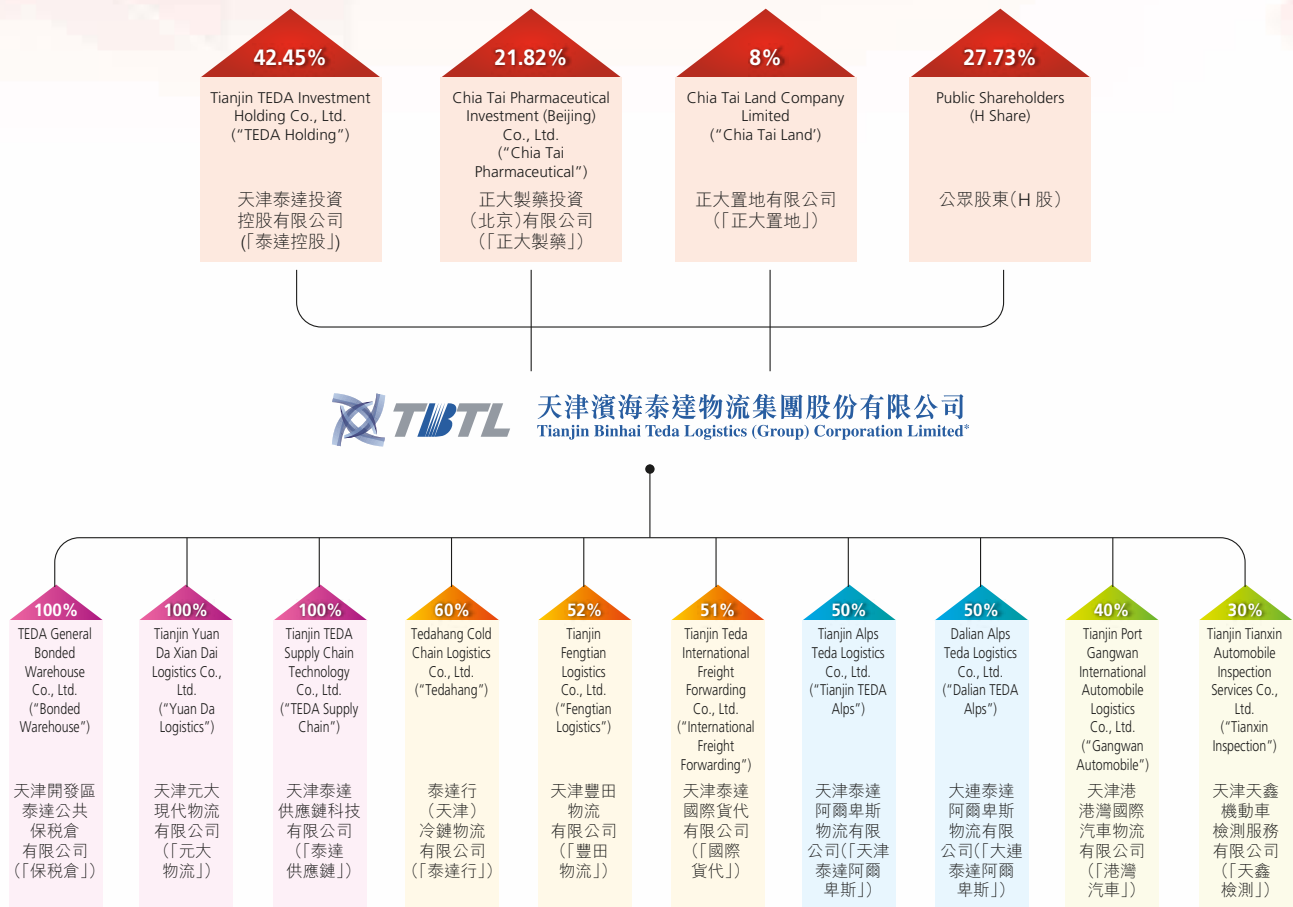 42.45%
Tianjin TEDA Investment
Holding Co., Ltd.
(“TEDA Holding”)
天津泰達投資
控股有限公司
(「泰達控股」)
21.82%
Chia Tai Pharmaceutical
Investment (Beijing)
Co., Ltd.
(“Chia Tai
Pharmaceutical”)
正大製藥投資
（北京）有限公司
（「正大製藥」）
8%
Chia Tai Land Company
Limited
(“Chia Tai Land’)
正大置地有限公司
（「正大置地」）
27.73%
Public Shareholders
(H Share)
公眾股東（H 股）
TBTL
天津濱海泰達物流集團股份有限公司
Tianjin Binhai Teda Logistics (Group) Corporation Limited*
100%
TEDA General
Bonded
Warehouse
Co., Ltd.
(“Bonded
Warehouse”)
天津開發區
泰達公共
保税倉
有限公司
（「保税倉」）
100%
Tianjin Yuan
Da Xian Dai
Logistics Co.,
Ltd.
(“Yuan Da
Logistics”)
天津元大
現代物流
有限公司
（「元大
物流」）
100%
Tianjin TEDA
Supply Chain
Technology
Co., Ltd.
(“TEDA Supply
Chain”)
天津泰達
供應鏈科技
有限公司
（「泰達
供應鏈」）
60%
Tedahang Cold
Chain Logistics
Co., Ltd.
(“Tedahang”)
泰達行
（天津）
冷鏈物流
有限公司
（「泰達行」）
52%
Tianjin
Fengtian
Logistics
Co., Ltd.
(“Fengtian
Logistics”)
天津豐田
物流
有限公司
（「豐田
物流」）
51%
Tianjin Teda
International
Freight
Forwarding
Co., Ltd.
(“International
Freight
Forwarding”)
天津泰達
國際貨代
有限公司
（「國際
貨代」）
50%
Tianjin Alps
Teda Logistics
Co., Ltd.
(“Tianjin TEDA
Alps”)
天津泰達
阿爾卑斯
物流有限
公司（「天津
泰達阿爾
卑斯」）
50%
Dalian Alps
Teda Logistics
Co., Ltd.
(“Dalian TEDA
Alps”)
大連泰達
阿爾卑斯
物流有限
公司（「大連
泰達阿爾
卑斯」）
40%
Tianjin Port
Gangwan
International
Automobile
Logistics
Co., Ltd.
(“Gangwan
Automobile”)
天津港
港灣國際
汽車物流
有限公司
（「港灣
汽車」）
30%
Tianjin Tianxin
Automobile
Inspection
Services Co.,
Ltd.
(“Tianxin
Inspection”)
天津天鑫
機動車
檢測服務
有限公司
（「天鑫
檢測」）